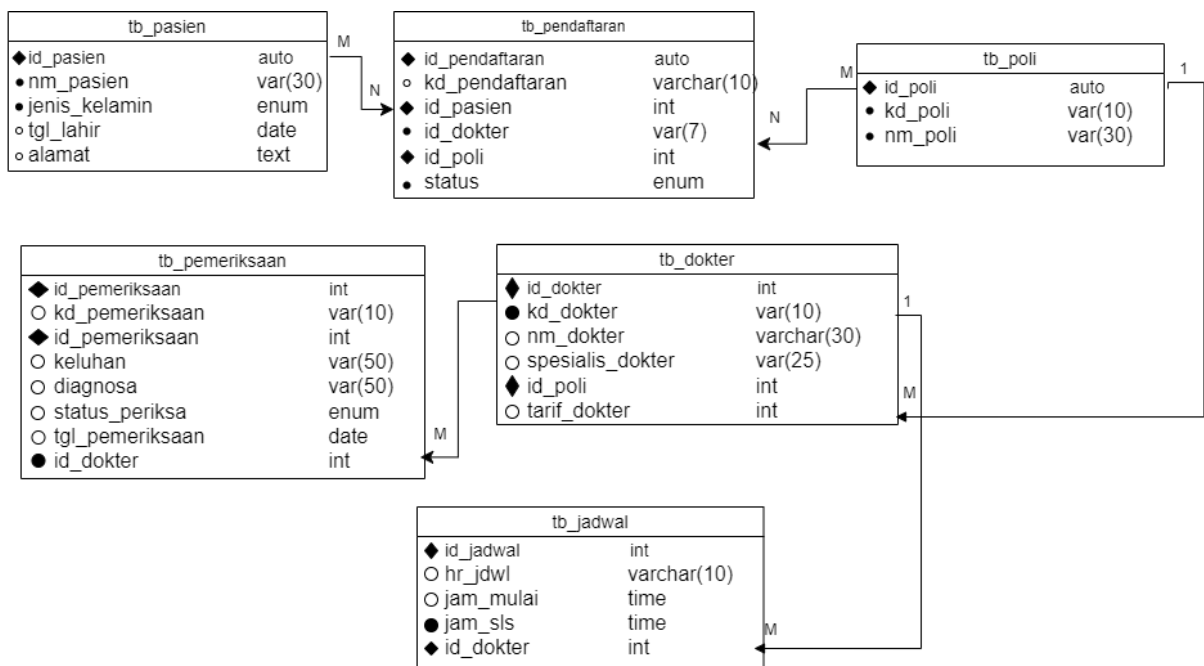 tb_pasien
id_pasien auto
nm_pasien var(30)
jenis_kelamin enum
tgl_lahir date
alamat text
M
N
tb_pendaftaran
id_pendaftaran auto
kd_pendaftaran varchar(10)
id_pasien int
id_dokter var(7)
id_poli int
status enum
M
N
tb_poli
id_poli auto
kd_poli var(10)
nm_poli var(30)
1
tb_pemeriksaan
id_pemeriksaan int
kd_pemeriksaan var(10)
id_pemeriksaan int
keluhan var(50)
diagnosa var(50)
status_periksa enum
tgl_pemeriksaan date
id_dokter int
M
tb_dokter
id_dokter int
kd_dokter var(10)
nm_dokter varchar(30)
spesialis_dokter var(25)
id_poli int
tarif_dokter int
1
M
tb_jadwal
id_jadwal int
hr_jdwl varchar(10)
jam_mulai time
jam_sls time
id_dokter int
M